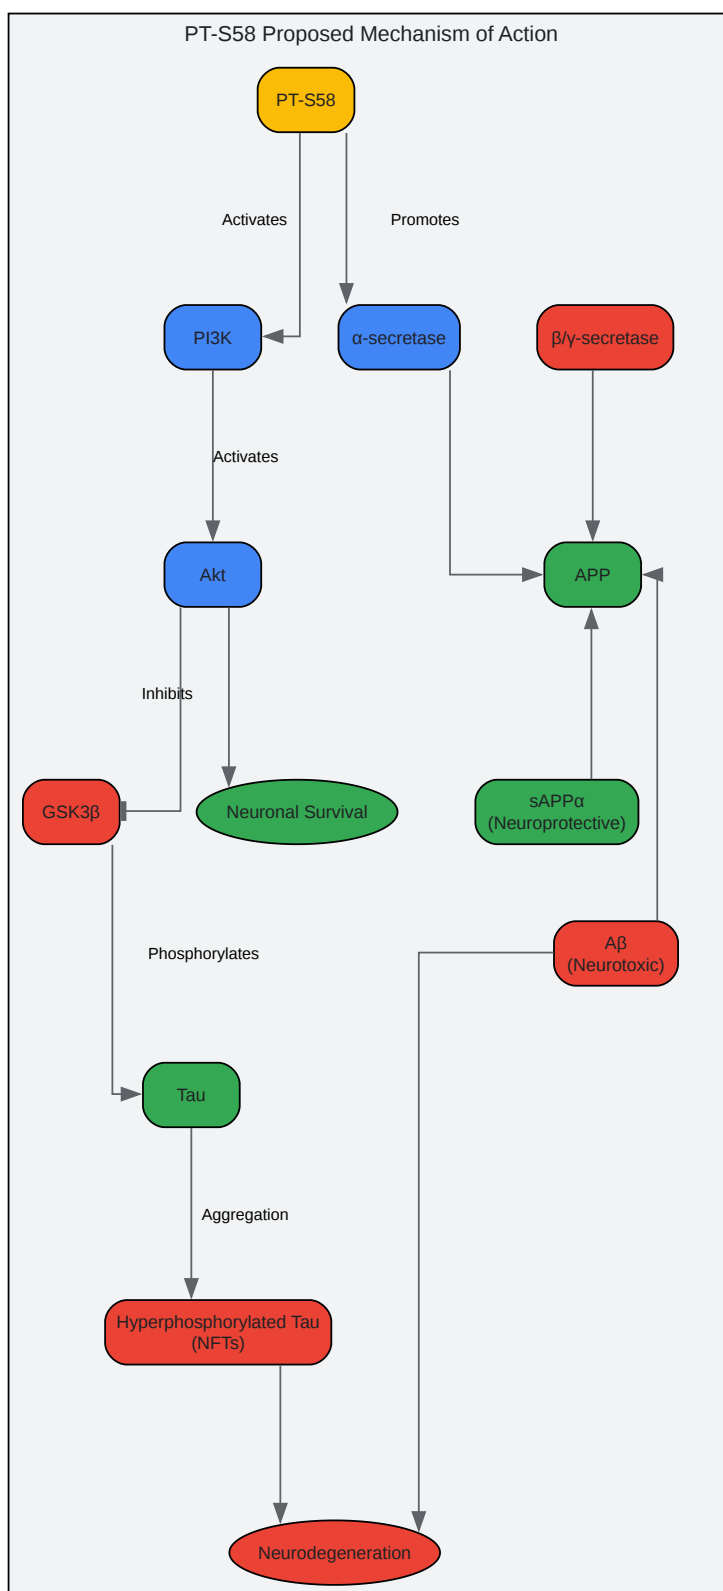 PT-S58 Proposed Mechanism of Action
PT-S58
Activates
Promotes
PI3K
α-secretase
β/γ-secretase
Activates
Akt
APP
Inhibits
GSK3β
Neuronal Survival
sAPPα
(Neuroprotective)
Aβ
(Neurotoxic)
Phosphorylates
Tau
Aggregation
Hyperphosphorylated Tau
(NFTs)
Neurodegeneration